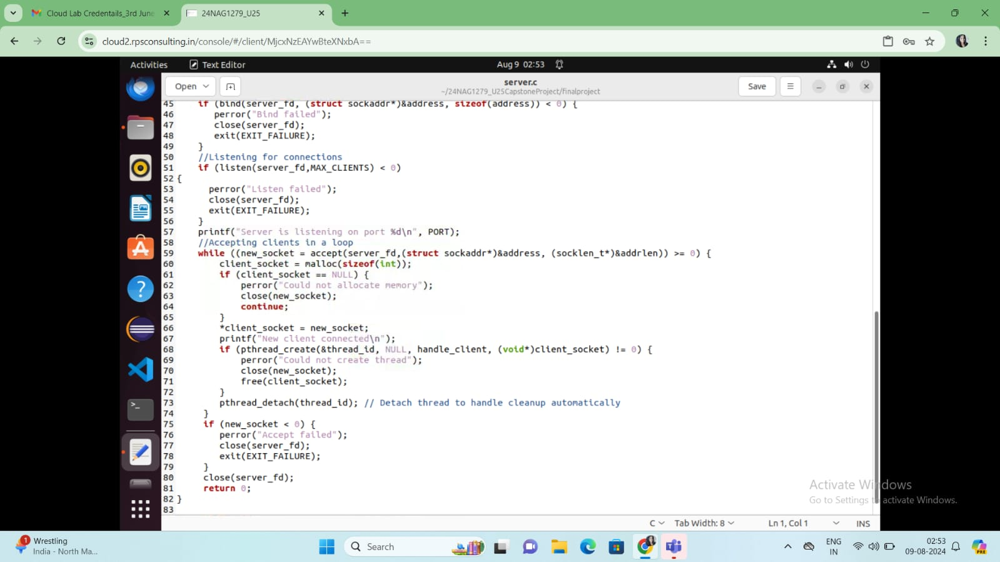 Cloud Lab Credentails_3rd June
24NAG1279_U25
cloud2.rpsconsulting.in/console/#/client/MjcxNzEAYwBteXNxbA==
Activities
Text Editor
Aug 9 02:53
Open
server.c
~/24NAG1279_U25CapstoneProject/finalproject
Save
45 if (bind(server_fd, (struct sockaddr*)&address, sizeof(address)) < 0) {
46 perror("Bind failed");
47 close(server_fd);
48 exit(EXIT_FAILURE);
49 }
50 //Listening for connections
51 if (listen(server_fd,MAX_CLIENTS) < 0)
52 {
53 perror("Listen failed");
54 close(server_fd);
55 exit(EXIT_FAILURE);
56 }
57 printf("Server is listening on port %d\n", PORT);
58 //Accepting clients in a loop
59 while ((new_socket = accept(server_fd,(struct sockaddr*)&address, (socklen_t*)&addrlen)) >= 0) {
60 client_socket = malloc(sizeof(int));
61 if (client_socket == NULL) {
62 perror("Could not allocate memory");
63 close(new_socket);
64 continue;
65 }
66 *client_socket = new_socket;
67 printf("New client connected\n");
68 if (pthread_create(&thread_id, NULL, handle_client, (void*)client_socket) != 0) {
69 perror("Could not create thread");
70 close(new_socket);
71 free(client_socket);
72 }
73 pthread_detach(thread_id); // Detach thread to handle cleanup automatically
74 }
75 if (new_socket < 0) {
76 perror("Accept failed");
77 close(server_fd);
78 exit(EXIT_FAILURE);
79 }
80 close(server_fd);
81 return 0;
82 }
83
Activate Windows
Go to Settings to activate Windows.
C
Tab Width: 8
Ln 1, Col 1
INS
1
Wrestling
India - North Ma...
Search
ENG
IN
02:53
09-08-2024
PRE